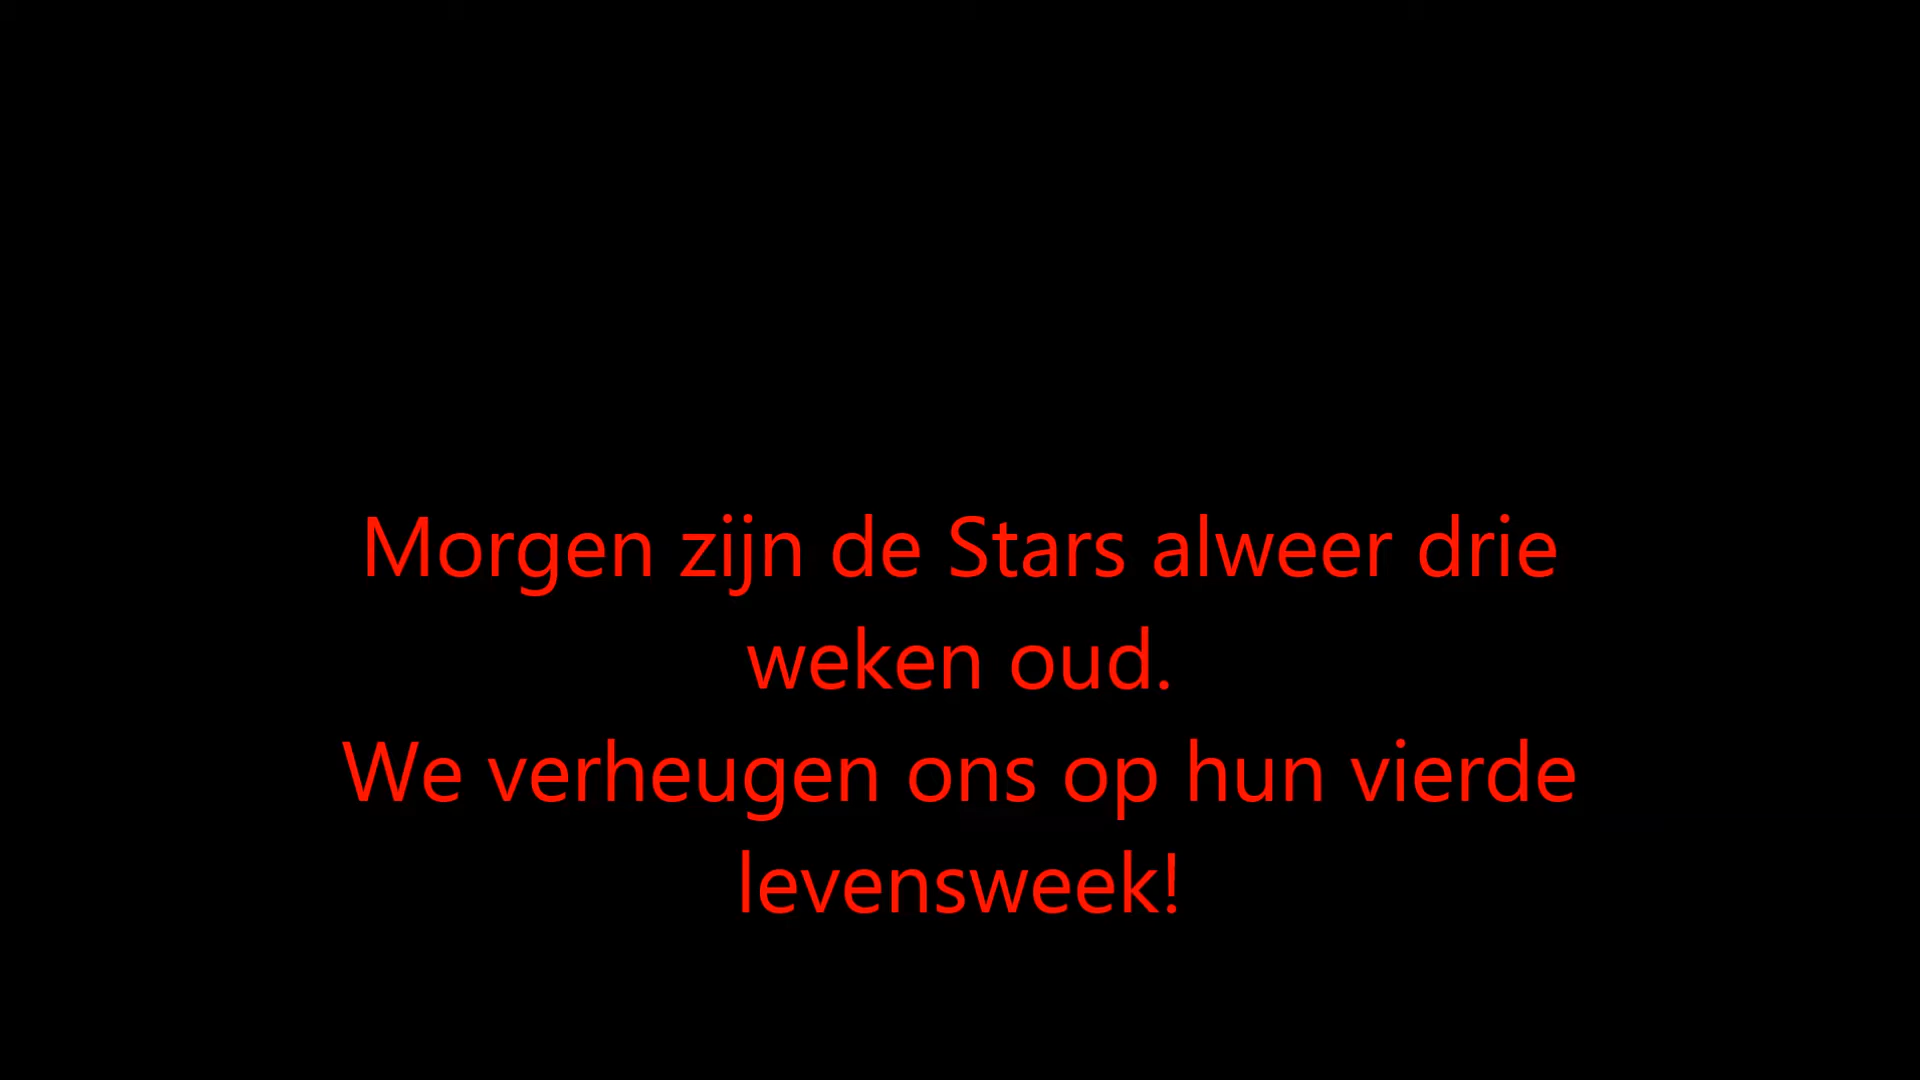 Morgen zijn de Stars alweer drie
weken oud.
We verheugen ons op hun vierde
levensweek!